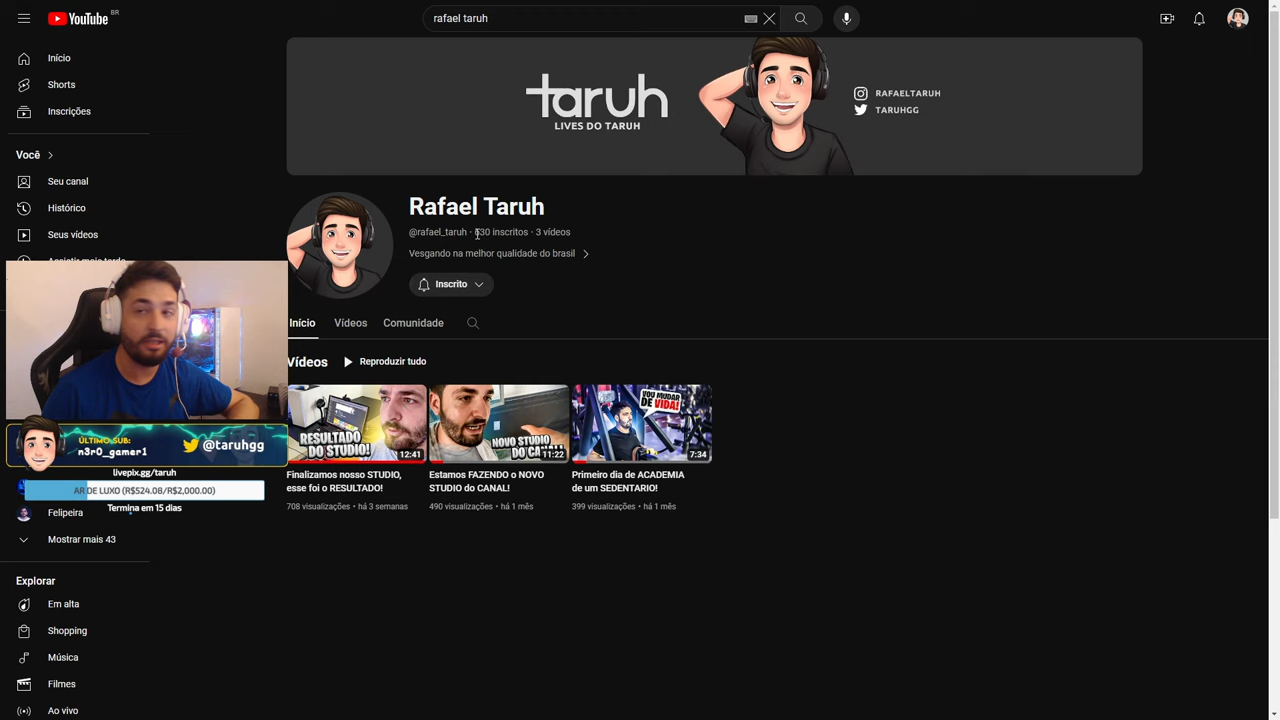 YouTube BR
rafael taruh
Início
Shorts
Inscrições
Você
Seu canal
Histórico
Seus vídeos
taruh
LIVES DO TARUH
RAFAELTARUH
TARUHGG
Rafael Taruh
@rafael_taruh · inscritos · 3 vídeos
Vesgando na melhor qualidade do brasil
Inscrito
Início Vídeos Comunidade
Vídeos Reproduzir tudo
RESULTADO
DO STUDIO!
12:41
NOVO STUDIO
DO CANAL!
11:22
VOU MUDAR
DE VIDA!
7:34
Finalizamos nosso STUDIO,
esse foi o RESULTADO!
708 visualizações · há 3 semanas
Estamos FAZENDO o NOVO
STUDIO do CANAL!
490 visualizações · há 1 mês
Primeiro dia de ACADEMIA
de um SEDENTARIO!
399 visualizações · há 1 mês
ÚLTIMO SUB:
n3r0_gamer1
@taruhgg
livepix.gg/taruh
AR DE LUXO (R$524.08/R$2,000.00)
Termina em 15 dias
Felipeira
Mostrar mais 43
Explorar
Em alta
Shopping
Música
Filmes
Ao vivo